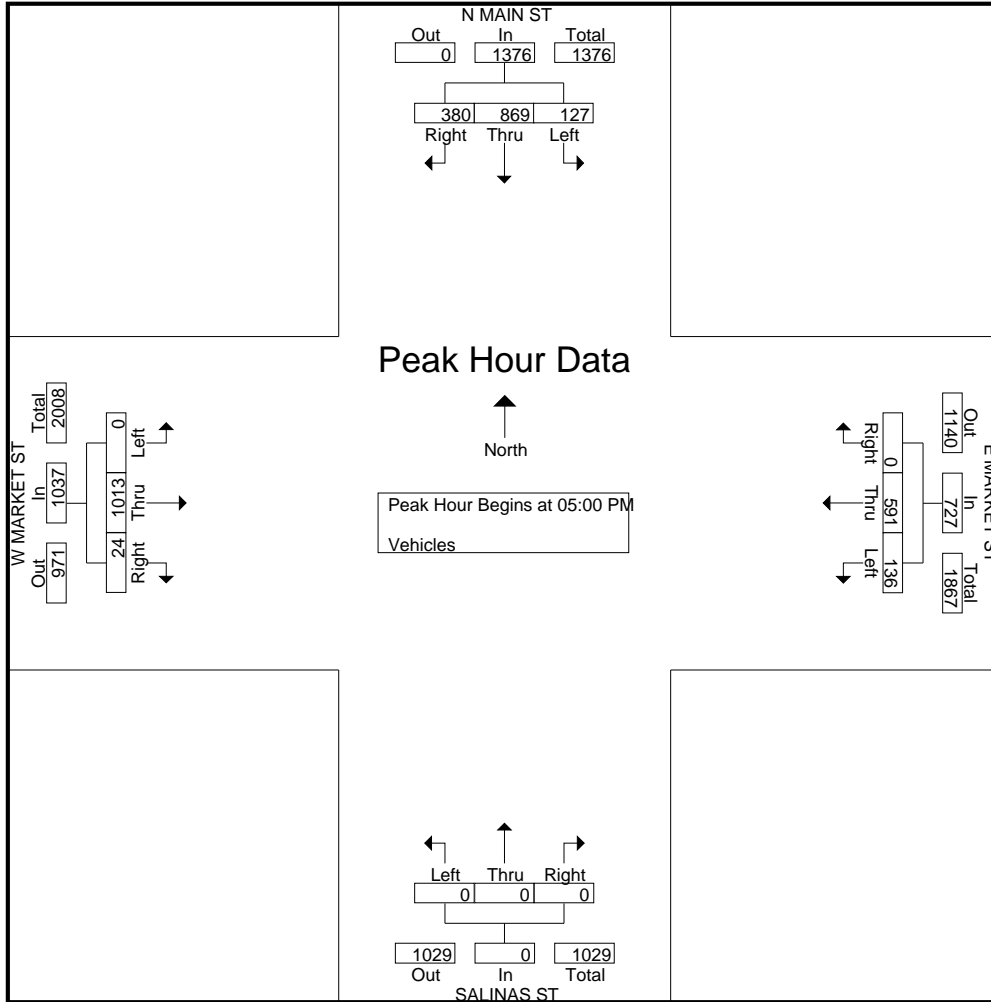 N MAIN ST
Out In Total
0 1376 1376
380 869 127
Right Thru Left
Peak Hour Data
North
Peak Hour Begins at 05:00 PM
Vehicles
W MARKET ST
Out In Total
971 1037 2008
24 1013 0
Right Thru Left
E MARKET ST
Out In Total
1140 727 1867
0 591 136
Right Thru Left
Left Thru Right
0 0 0
1029 0 1029
Out In Total
SALINAS ST